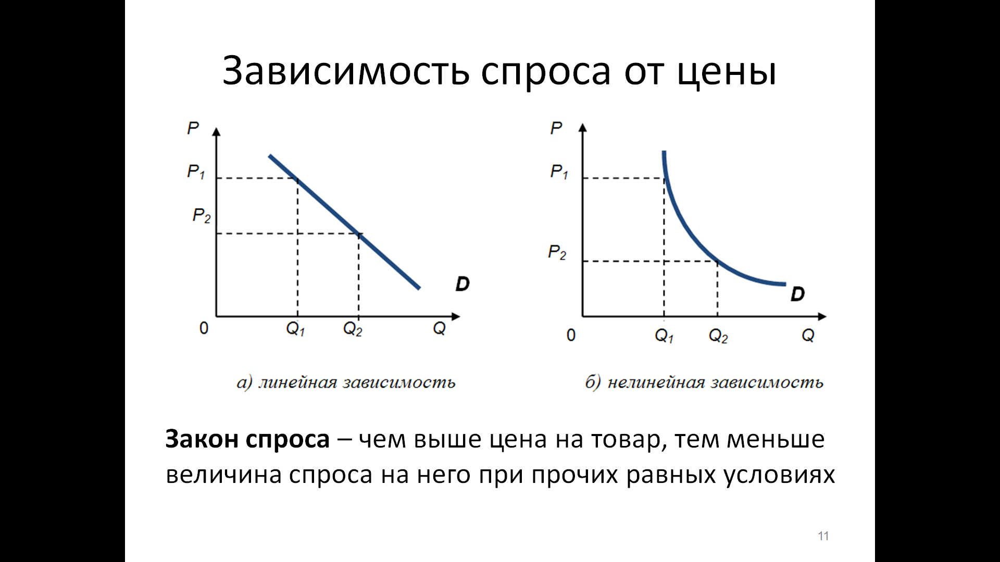 Зависимость спроса от цены
P
P1
P2
0
Q1
Q2
Q
D
а) линейная зависимость
P
P1
P2
0
Q1
Q2
Q
D
б) нелинейная зависимость
Закон спроса – чем выше цена на товар, тем меньше
величина спроса на него при прочих равных условиях
11